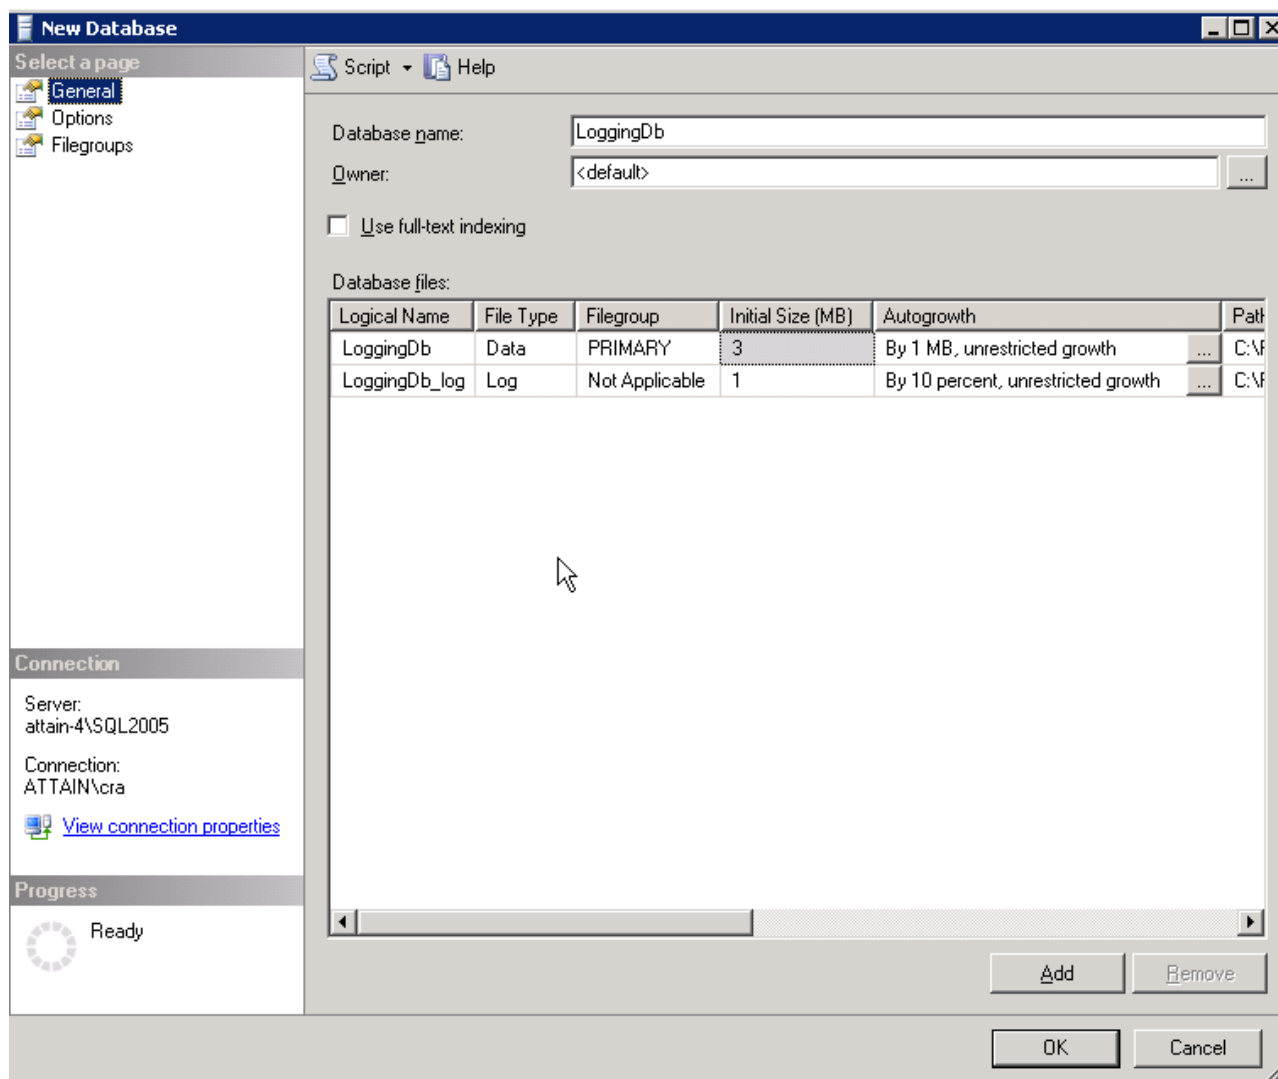 New Database
Select a page
General
Options
Filegroups
Script Help
Database name: LoggingDb
Owner: <default> ...
Use full-text indexing
Database files:
Logical Name File Type Filegroup Initial Size (MB) Autogrowth
LoggingDb Data PRIMARY 3 By 1 MB, unrestricted growth ...
LoggingDb_log Log Not Applicable 1 By 10 percent, unrestricted growth ...
Connection
Server:
attain-4\SQL2005
Connection:
ATTAIN\cra
View connection properties
Progress
Ready
Add Remove
OK Cancel